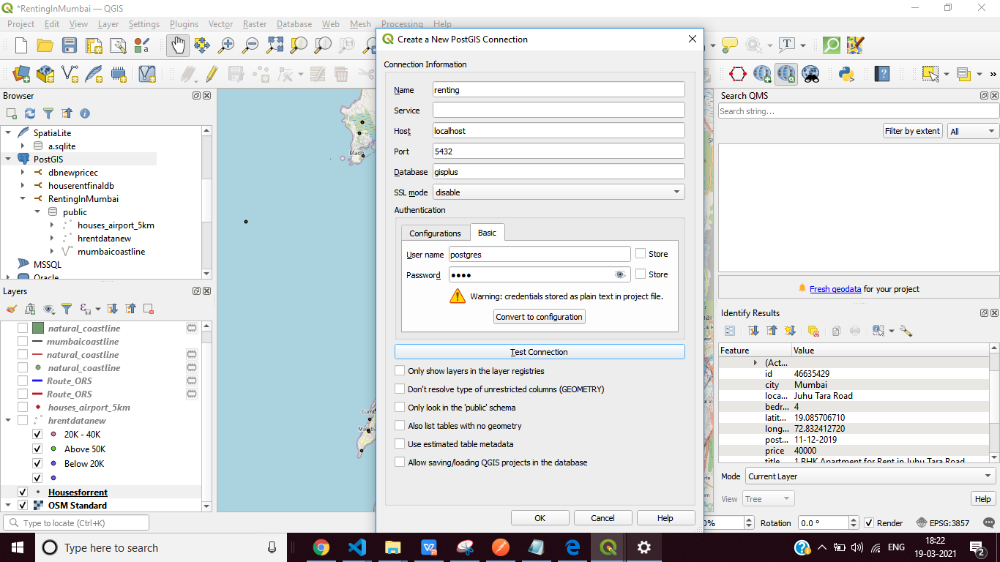 *RentingInMumbai — QGIS
Project Edit View Layer Settings Plugins Vector Raster Database Web Mesh Processing Help
Create a New PostGIS Connection
Connection Information
Name renting
Service
Host localhost
Port 5432
Database gisplus
SSL mode disable
Authentication
Configurations Basic
User name postgres Store
Password ●●●● Store
Warning: credentials stored as plain text in project file.
Convert to configuration
Test Connection
Only show layers in the layer registries
Don't resolve type of unrestricted columns (GEOMETRY)
Only look in the 'public' schema
Also list tables with no geometry
Use estimated table metadata
Allow saving/loading QGIS projects in the database
OK Cancel Help
Browser
SpatiaLite
a.sqlite
PostGIS
dbnewpricec
houserentfinaldb
RentingInMumbai
public
houses_airport_5km
hrentdatanew
mumbaicoastline
MSSQL
Oracle
Layers
natural_coastline
mumbaicoastline
natural_coastline
natural_coastline
Route_ORS
Route_ORS
houses_airport_5km
hrentdatanew
20K - 40K
Above 50K
Below 20K
Housesforrent
OSM Standard
Type to locate (Ctrl+K)
Madh
Search QMS
Search string...
Filter by extent All
Fresh geodata for your project
Identify Results
Feature Value
(Act...
id 46635429
city Mumbai
loca... Juhu Tara Road
bedr... 4
latit... 19.085706710
long... 72.832412720
post... 11-12-2019
price 40000
title 1 BHK Apartment for Rent in Juhu Tara Road
Mode Current Layer
View Tree Help
0% Rotation 0.0 ° Render EPSG:3857
Type here to search
ENG
18:22
19-03-2021
2